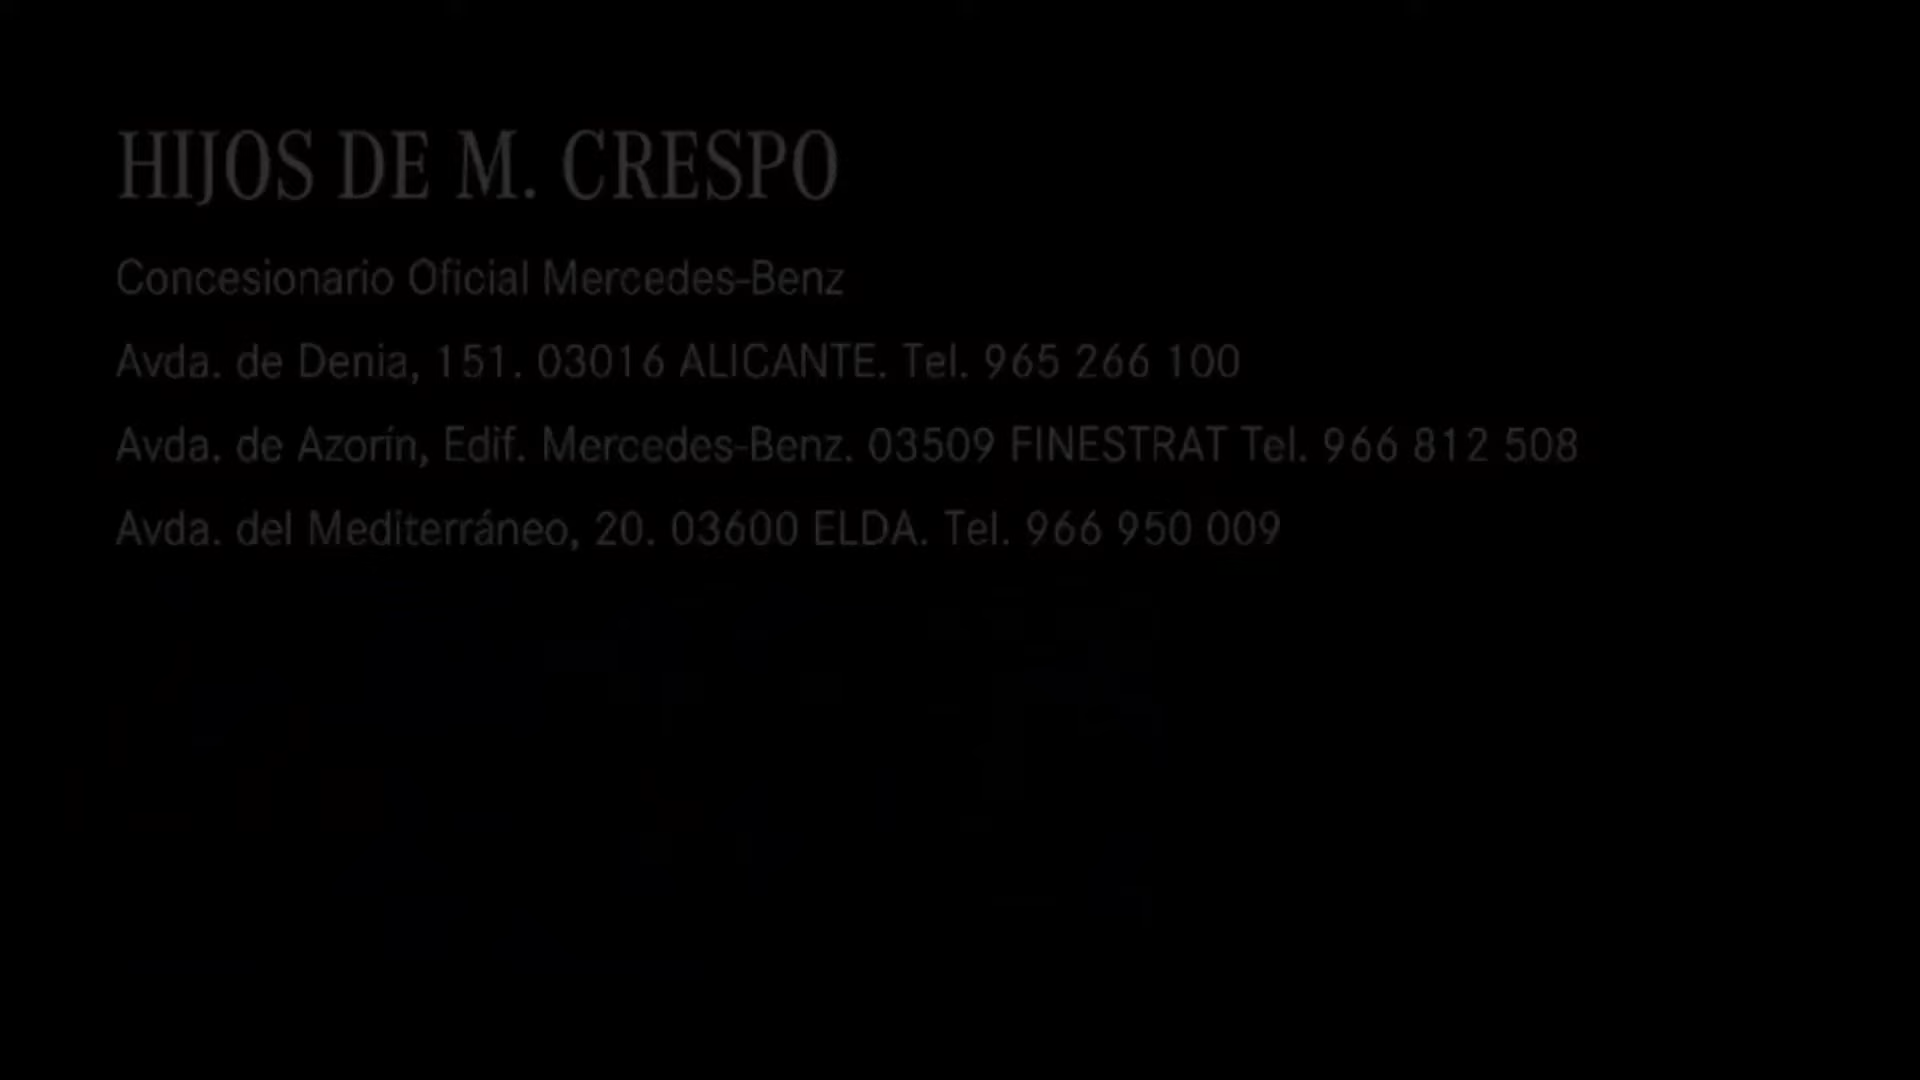 HIJOS DE M. CRESPO
Concesionario Oficial Mercedes-Benz
Avda. de Denia, 151. 03016 ALICANTE. Tel. 965 266 100
Avda. de Azorín, Edif. Mercedes-Benz. 03509 FINESTRAT Tel. 966 812 508
Avda. del Mediterráneo, 20. 03600 ELDA. Tel. 966 950 009